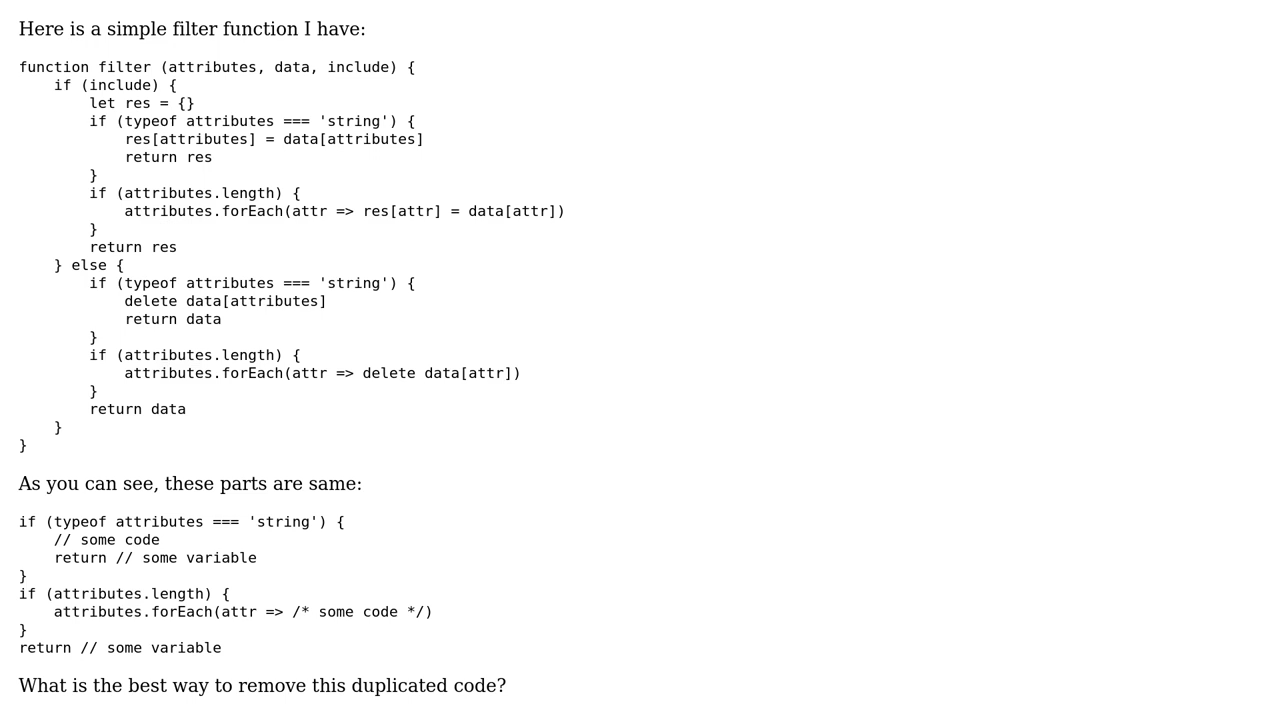 Here is a simple filter function I have:
function filter (attributes, data, include) {
    if (include) {
        let res = {}
        if (typeof attributes === 'string') {
            res[attributes] = data[attributes]
            return res
        }
        if (attributes.length) {
            attributes.forEach(attr => res[attr] = data[attr])
        }
        return res
    } else {
        if (typeof attributes === 'string') {
            delete data[attributes]
            return data
        }
        if (attributes.length) {
            attributes.forEach(attr => delete data[attr])
        }
        return data
    }
}
As you can see, these parts are same:
if (typeof attributes === 'string') {
    // some code
    return // some variable
}
if (attributes.length) {
    attributes.forEach(attr => /* some code */)
}
return // some variable
What is the best way to remove this duplicated code?